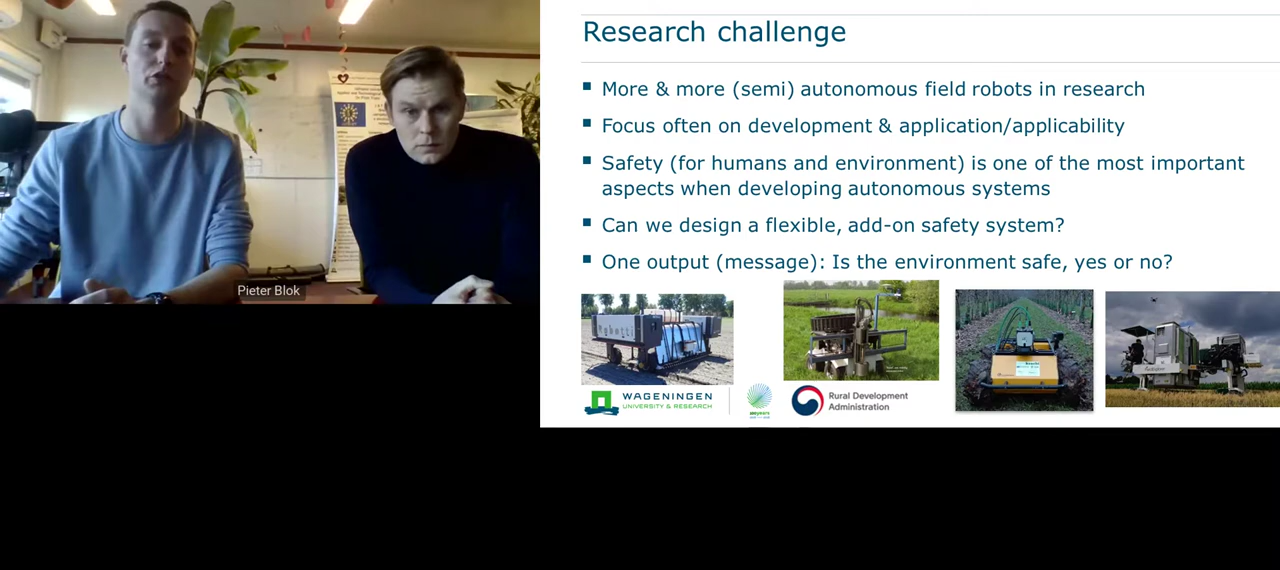 Pieter Blok
Research challenge
▪ More & more (semi) autonomous field robots in research
▪ Focus often on development & application/applicability
▪ Safety (for humans and environment) is one of the most important
aspects when developing autonomous systems
▪ Can we design a flexible, add-on safety system?
▪ One output (message): Is the environment safe, yes or no?
WAGENINGEN
UNIVERSITY & RESEARCH
100years
Rural Development
Administration